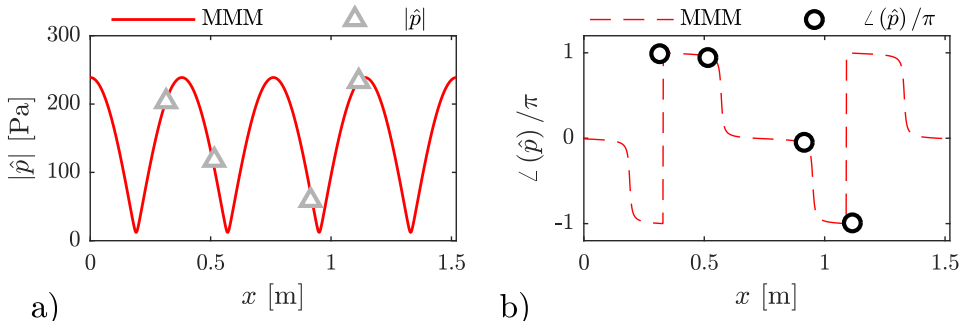 MMM |p̂|
300
200
100
0
|p̂| [Pa]
0 0.5 1 1.5
x [m]
a)
MMM ∠(p̂)/π
1
0
-1
∠(p̂)/π
0 0.5 1 1.5
x [m]
b)